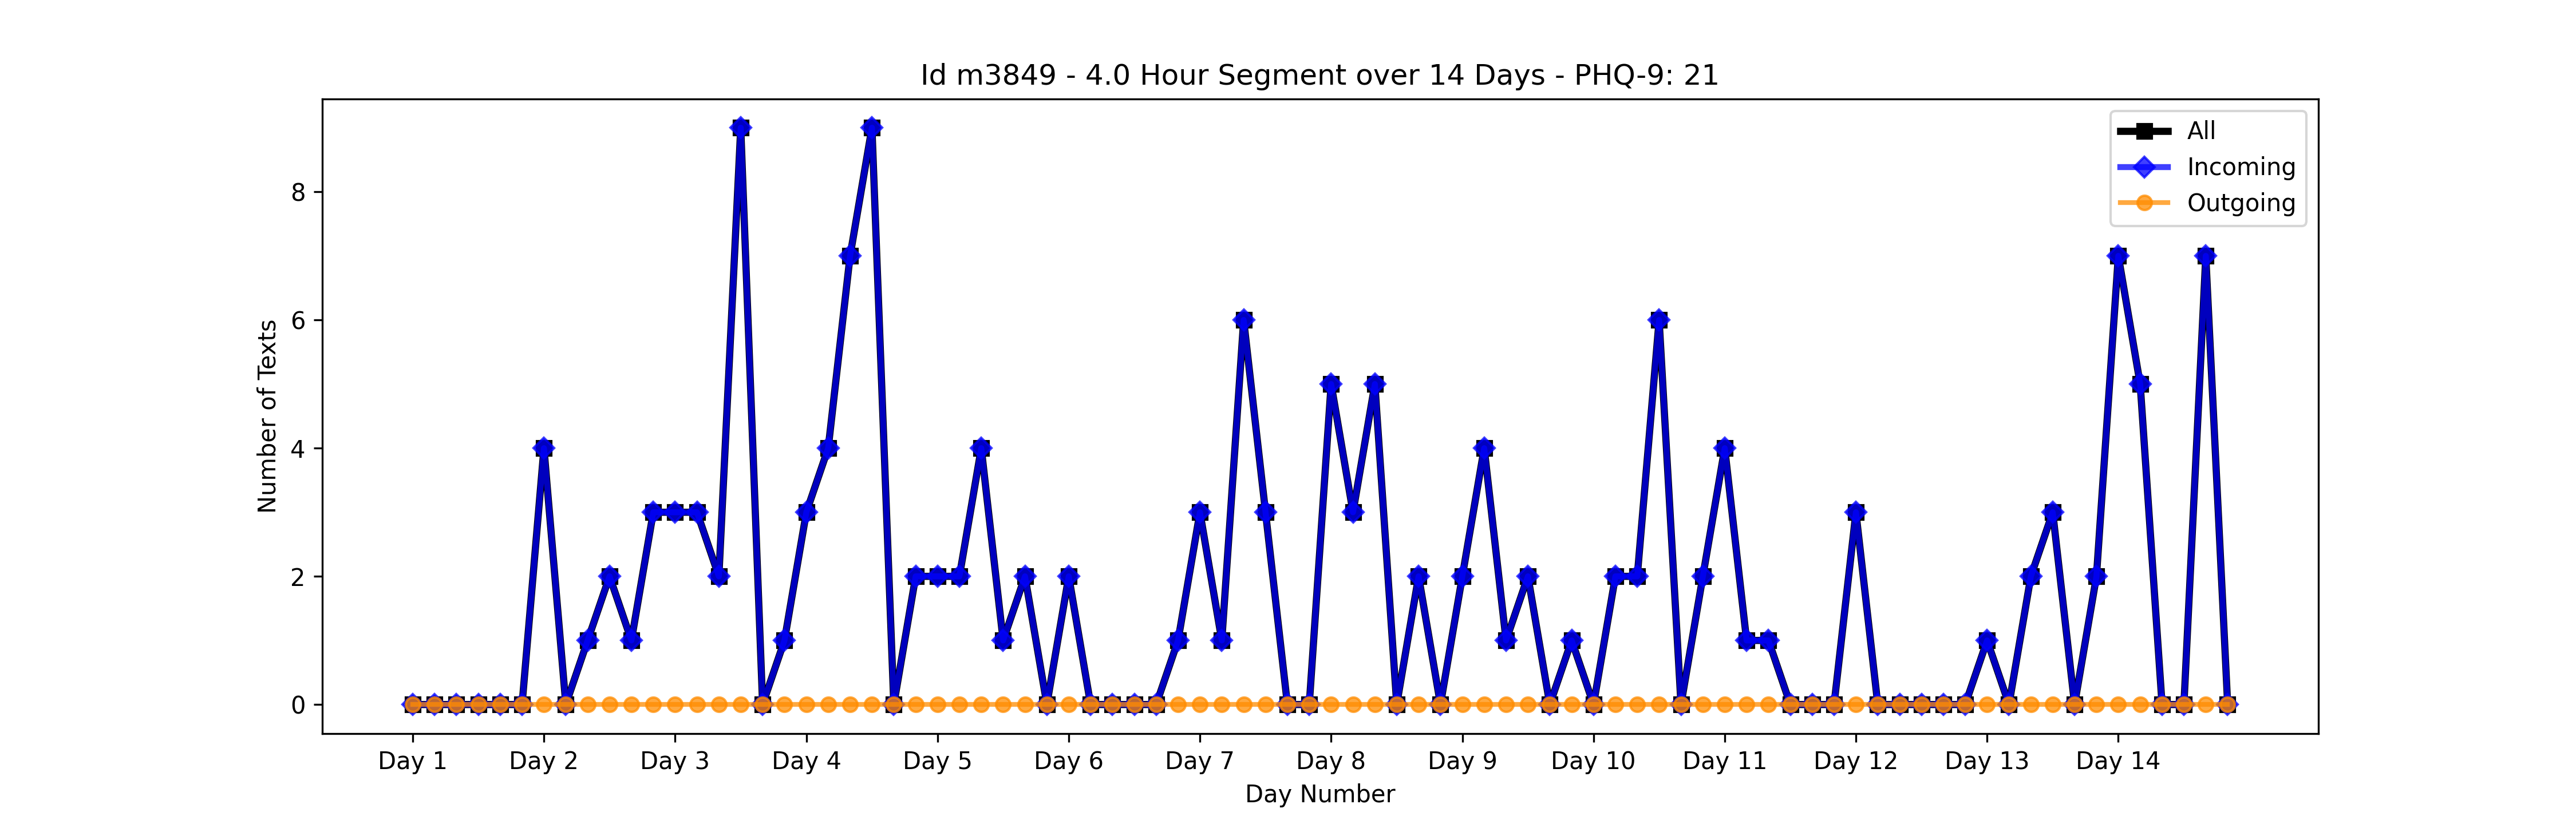 Id m3849 - 4.0 Hour Segment over 14 Days - PHQ-9: 21
All
Incoming
Outgoing
8
6
4
2
0
Number of Texts
Day 1 Day 2 Day 3 Day 4 Day 5 Day 6 Day 7 Day 8 Day 9 Day 10 Day 11 Day 12 Day 13 Day 14
Day Number